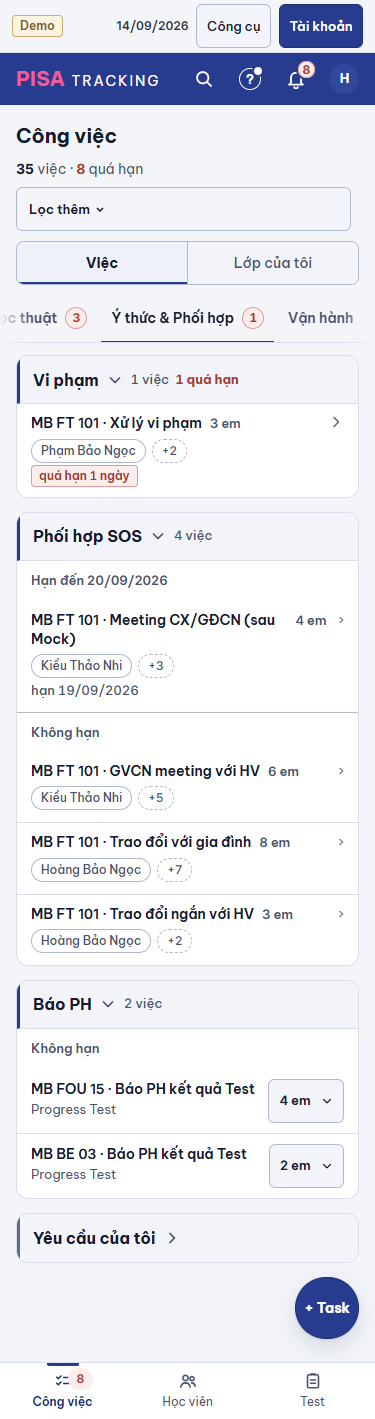 Demo 14/09/2026 Công cụ Tài khoản
PISA TRACKING ? 8 H
Công việc
35 việc · 8 quá hạn
Lọc thêm
Việc Lớp của tôi
ọc thuật 3 Ý thức & Phối hợp 1 Vận hành
Vi phạm 1 việc 1 quá hạn
MB FT 101 · Xử lý vi phạm 3 em
Phạm Bảo Ngọc +2
quá hạn 1 ngày
Phối hợp SOS 4 việc
Hạn đến 20/09/2026
MB FT 101 · Meeting CX/GĐCN (sau 4 em
Mock)
Kiều Thảo Nhi +3
hạn 19/09/2026
Không hạn
MB FT 101 · GVCN meeting với HV 6 em
Kiều Thảo Nhi +5
MB FT 101 · Trao đổi với gia đình 8 em
Hoàng Bảo Ngọc +7
MB FT 101 · Trao đổi ngắn với HV 3 em
Hoàng Bảo Ngọc +2
Báo PH 2 việc
Không hạn
MB FOU 15 · Báo PH kết quả Test 4 em
Progress Test
MB BE 03 · Báo PH kết quả Test 2 em
Progress Test
Yêu cầu của tôi
+ Task
8
Công việc Học viên Test